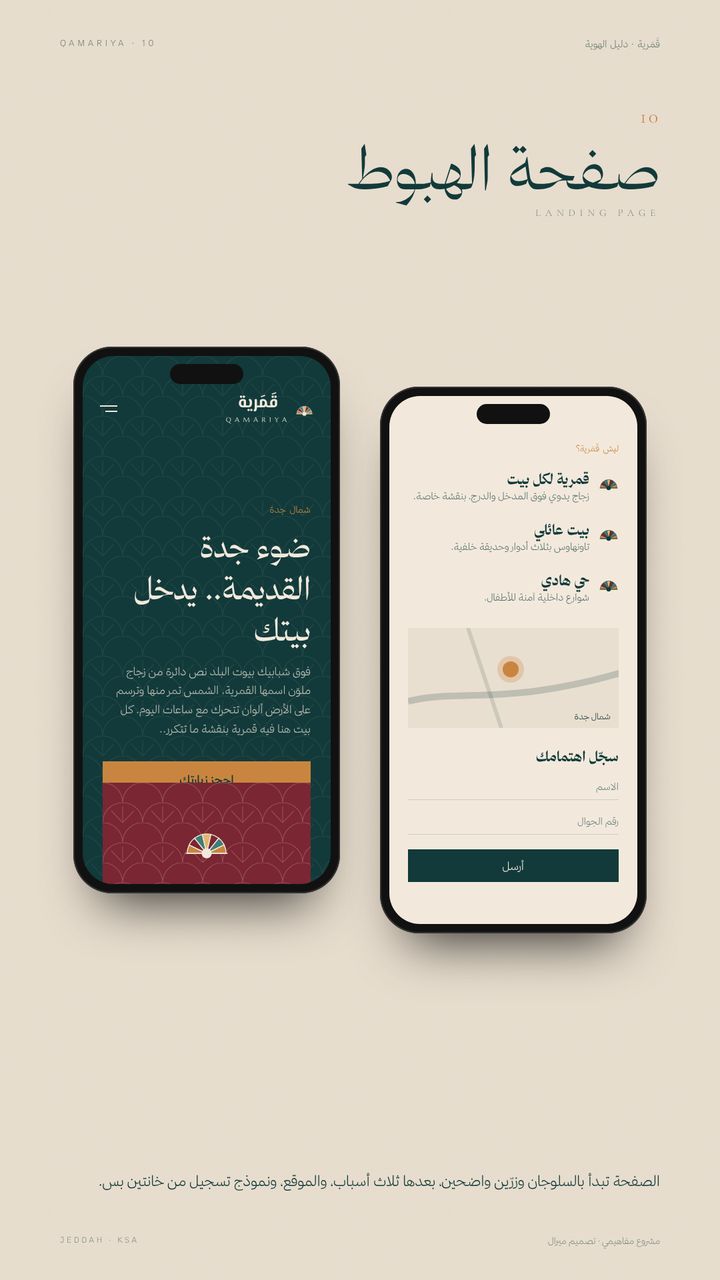 QAMARIYA · 10
قَمَرية · دليل الهوية
10
صفحة الهبوط
LANDING PAGE
قَمَرية
QAMARIYA
شمال جدة
ضوء جدة
القديمة.. يدخل
بيتك
فوق شبابيك بيوت البلد نص دائرة من زجاج
ملوّن اسمها القمرية. الشمس تمر منها وترسم
على الأرض ألوان تتحرك مع ساعات اليوم. كل
بيت هنا فيه قمرية بنقشة ما تتكرر..
احجز زيارتك
ليش قَمَرية؟
قمرية لكل بيت
زجاج يدوي فوق المدخل والدرج. بنقشة خاصة.
بيت عائلي
تاونهاوس بثلاث أدوار وحديقة خلفية.
حي هادي
شوارع داخلية آمنة للأطفال.
شمال جدة
سجّل اهتمامك
الاسم
رقم الجوال
أرسل
الصفحة تبدأ بالسلوجان وزرّين واضحين. بعدها ثلاث أسباب. والموقع. ونموذج تسجيل من خانتين بس.
JEDDAH · KSA
مشروع مفاهيمي · تصميم ميرال